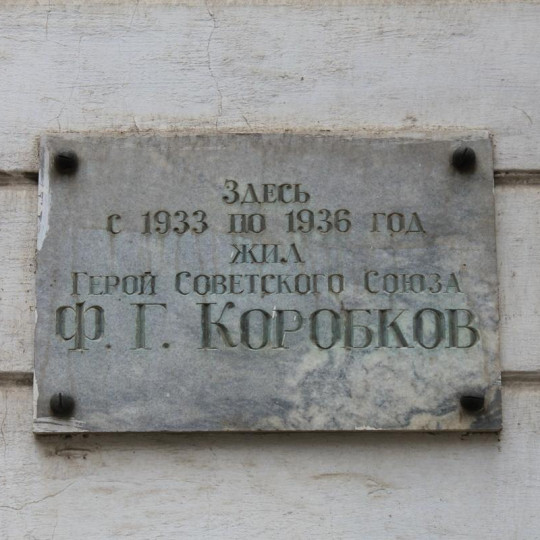 Здесь
с 1933 по 1936 год
жил
Герой Советского Союза
Ф. Г. Коробков